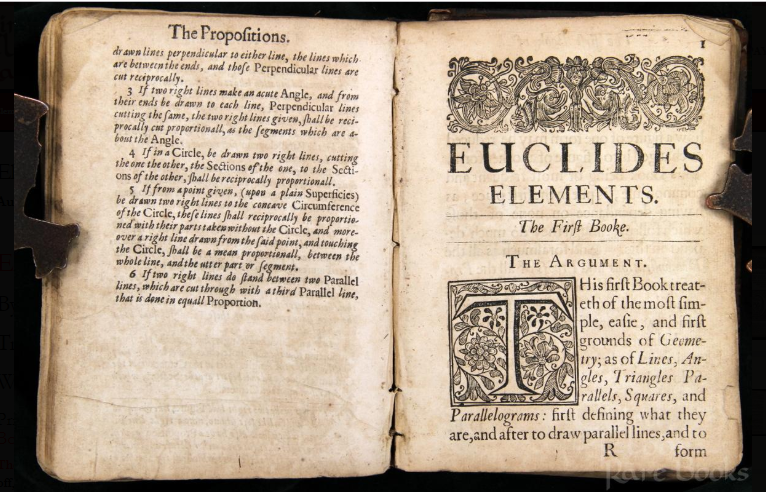 The Propoſitions.
drawn lines perpendicular to either line, the lines which
are between the ends, and thoſe Perpendicular lines are
cut reciprocally.
3 If two right lines make an acute Angle, and from
their ends be drawn to each line, Perpendicular lines
cutting the ſame, the two right lines given, ſhall be reci-
procally cut proportionall, as the ſegments which are a-
bout the Angle.
4 If in a Circle, be drawn two right lines, cutting
the one the other, the Sections of the one, to the Secti-
ons of the other, ſhall be reciprocally proportionall.
5 If from a point given, (upon a plain Superficies)
be drawn two right lines to the concave Circumference
of the Circle, theſe lines ſhall reciprocally be proportio-
ned with their parts taken without the Circle, and more-
over a right line drawn from the ſaid point, and touching
the Circle, ſhall be a mean proportionall, between the
whole line, and the utter part or ſegment.
6 If two right lines do ſtand between two Parallel
lines, which are cut through with a third Parallel line,
that is done in equall Proportion.
1
EUCLIDES
ELEMENTS.
The Firſt Booke.
THE ARGUMENT.
THis firſt Book treat-
eth of the moſt ſim-
ple, eaſie, and firſt
grounds of Geome-
try; as of Lines, An-
gles, Triangles Pa-
rallels, Squares, and
Parallelograms: firſt defining what they
are, and after to draw parallel lines, and to
R form
Rare Books